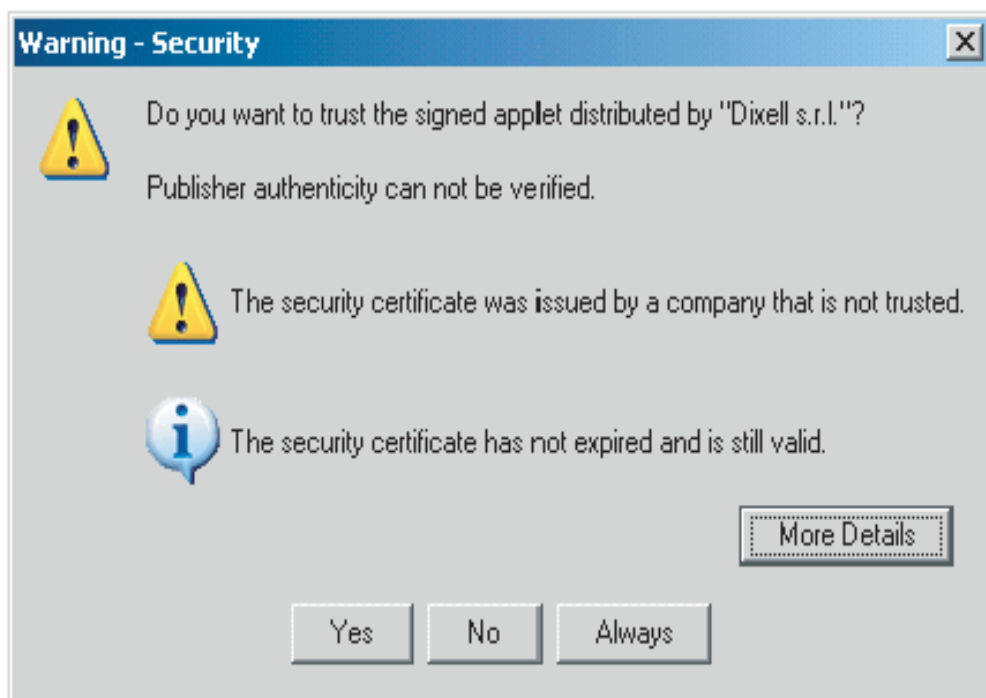 Warning - Security
Do you want to trust the signed applet distributed by "Dixell s.r.l."?
Publisher authenticity can not be verified.
The security certificate was issued by a company that is not trusted.
The security certificate has not expired and is still valid.
More Details
Yes No Always